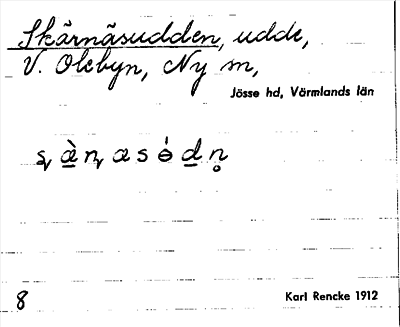 Skärnäsudden, udde,
V. Olebyn, Ny sn,
Jösse hd, Värmlands län
8
Karl Rencke 1912